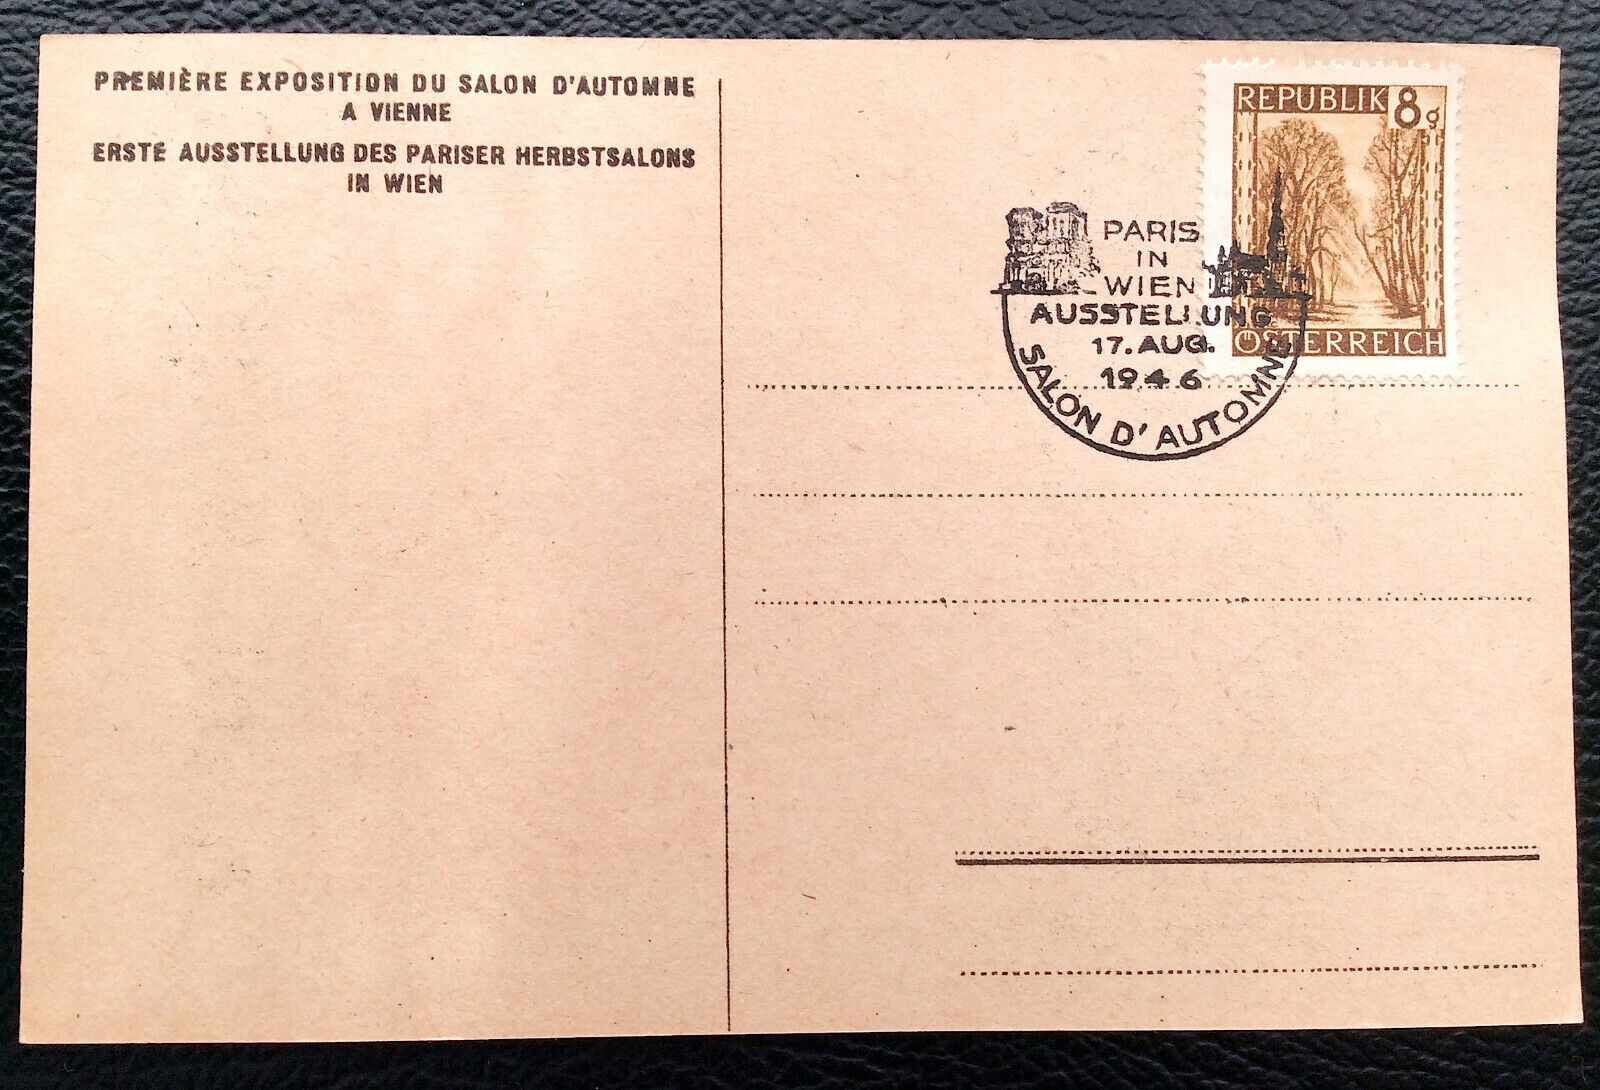 PREMIÈRE EXPOSITION DU SALON D'AUTOMNE
A VIENNE
ERSTE AUSSTELLUNG DES PARISER HERBSTSALONS
IN WIEN
REPUBLIK 8g
ÖSTERREICH
PARIS
IN
WIEN
AUSSTELLUNG
17. AUG.
1946
SALON D'AUTOMNE